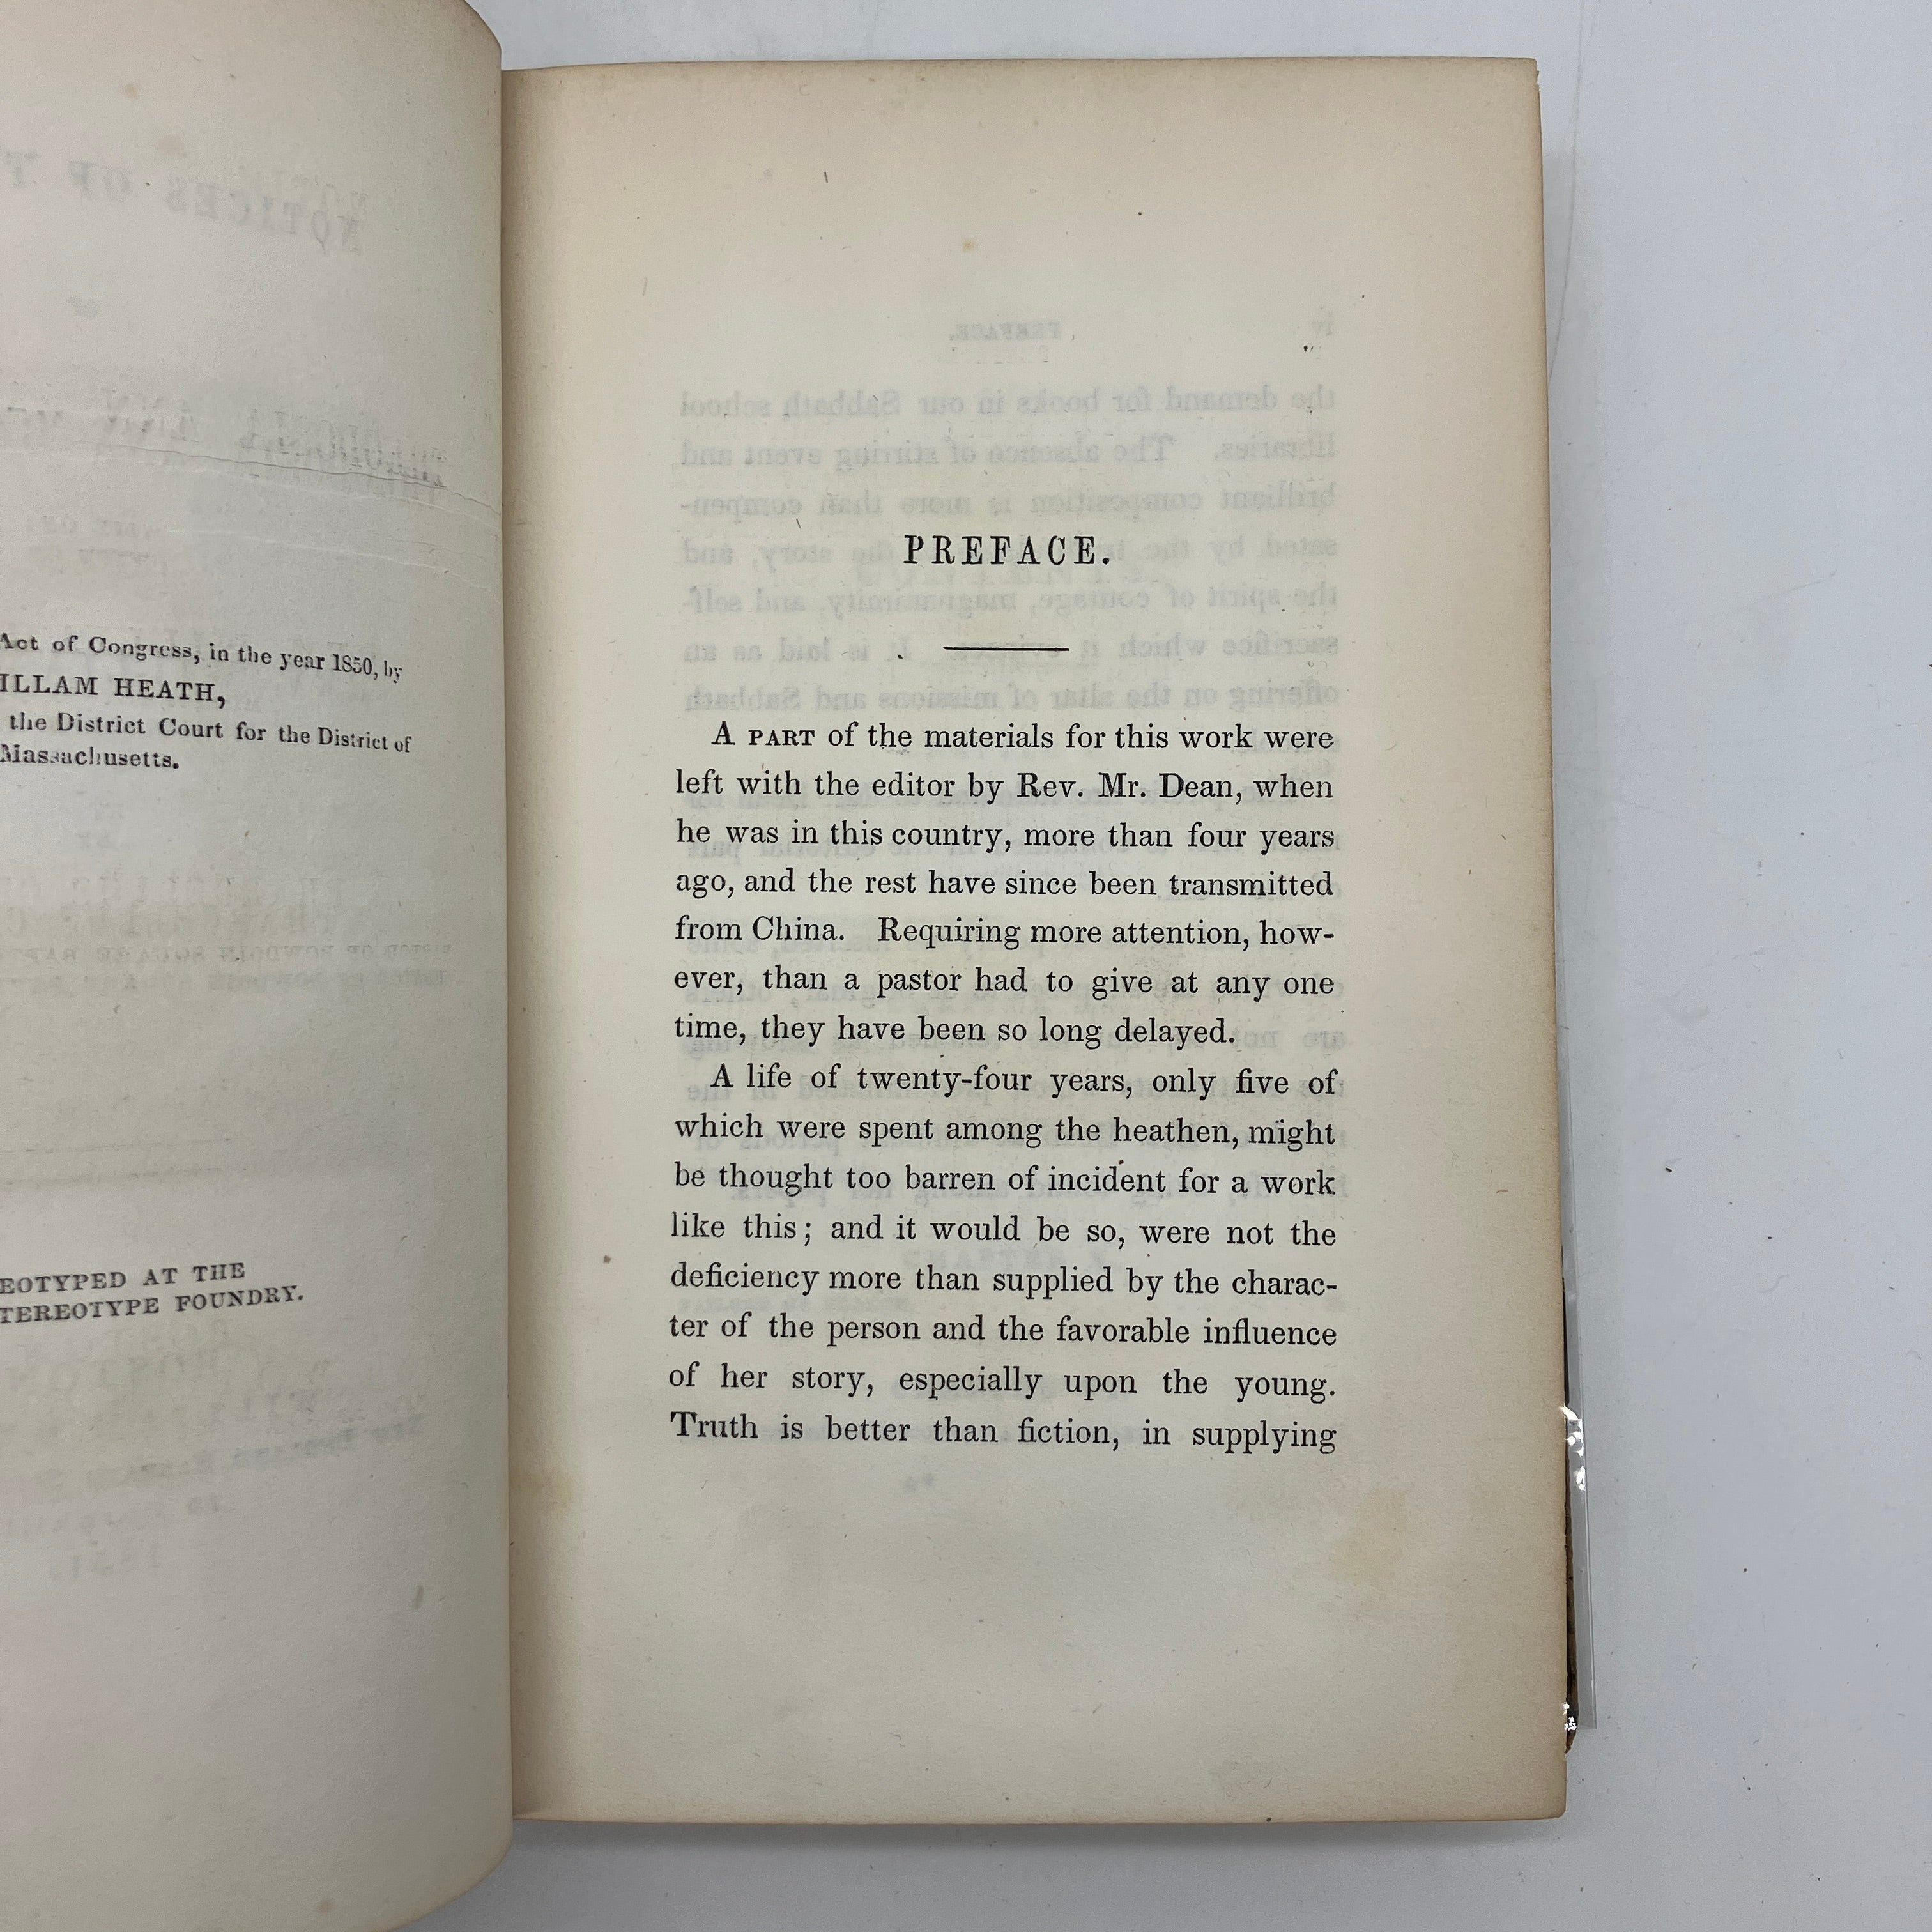 Act of Congress, in the year 1850, by
ILLAM HEATH,
the District Court for the District of
Massachusetts.
EOTYPED AT THE
TEREOTYPE FOUNDRY.
PREFACE.
A PART of the materials for this work were
left with the editor by Rev. Mr. Dean, when
he was in this country, more than four years
ago, and the rest have since been transmitted
from China. Requiring more attention, how-
ever, than a pastor had to give at any one
time, they have been so long delayed.
A life of twenty-four years, only five of
which were spent among the heathen, might
be thought too barren of incident for a work
like this; and it would be so, were not the
deficiency more than supplied by the charac-
ter of the person and the favorable influence
of her story, especially upon the young.
Truth is better than fiction, in supplying